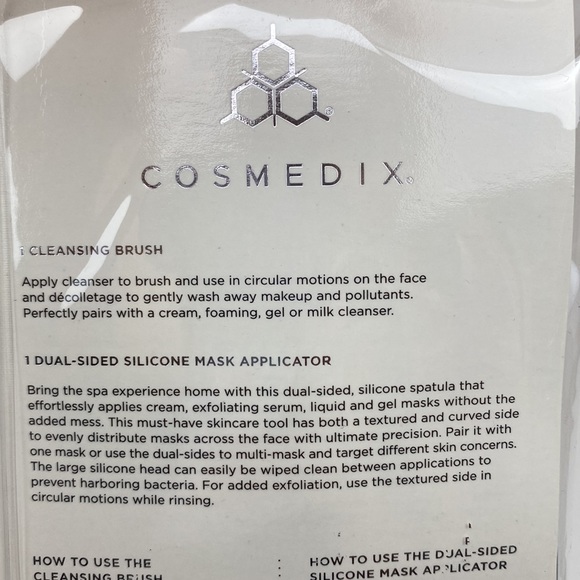 COSMEDIX®
1 CLEANSING BRUSH
Apply cleanser to brush and use in circular motions on the face
and décolletage to gently wash away makeup and pollutants.
Perfectly pairs with a cream, foaming, gel or milk cleanser.
1 DUAL-SIDED SILICONE MASK APPLICATOR
Bring the spa experience home with this dual-sided, silicone spatula that
effortlessly applies cream, exfoliating serum, liquid and gel masks without the
added mess. This must-have skincare tool has both a textured and curved side
to evenly distribute masks across the face with ultimate precision. Pair it with
one mask or use the dual-sides to multi-mask and target different skin concerns.
The large silicone head can easily be wiped clean between applications to
prevent harboring bacteria. For added exfoliation, use the textured side in
circular motions while rinsing.
HOW TO USE THE
CLEANSING BRUSH
HOW TO USE THE DUAL-SIDED
SILICONE MASK APPLICATOR